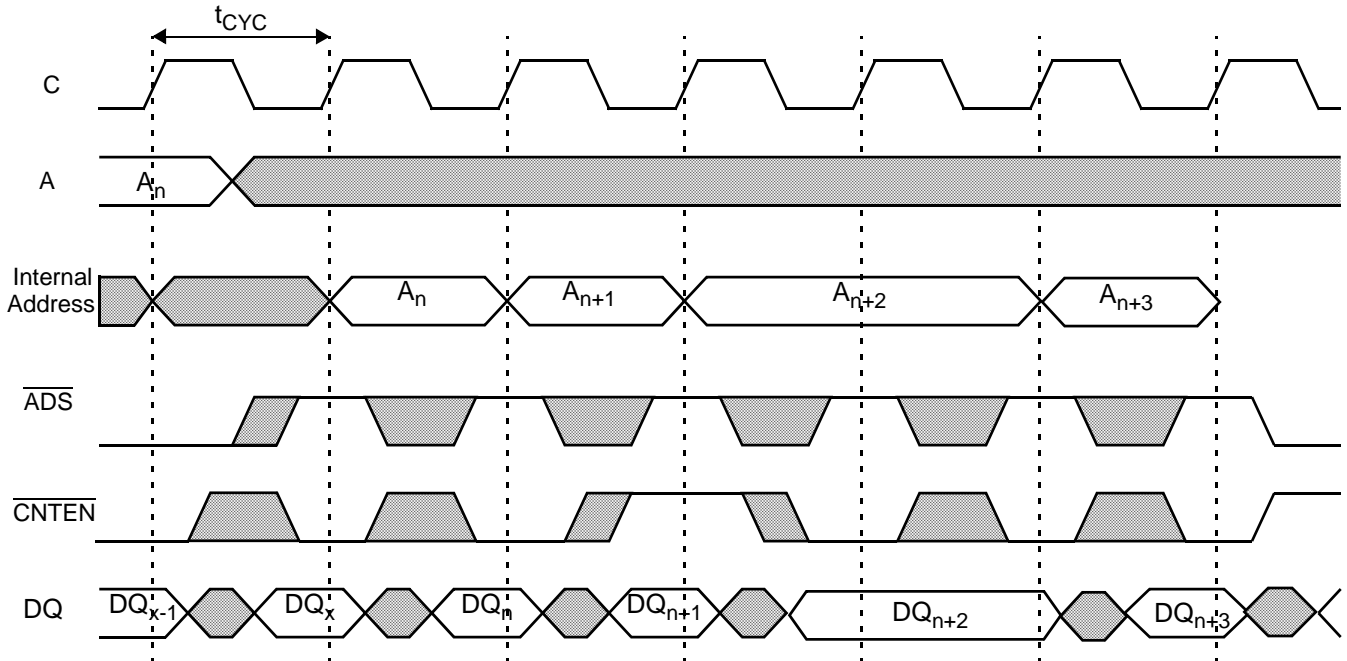 tCYC
C
A
An
Internal
Address
An
An+1
An+2
An+3
ADS
CNTEN
DQ
DQx-1
DQx
DQn
DQn+1
DQn+2
DQn+3